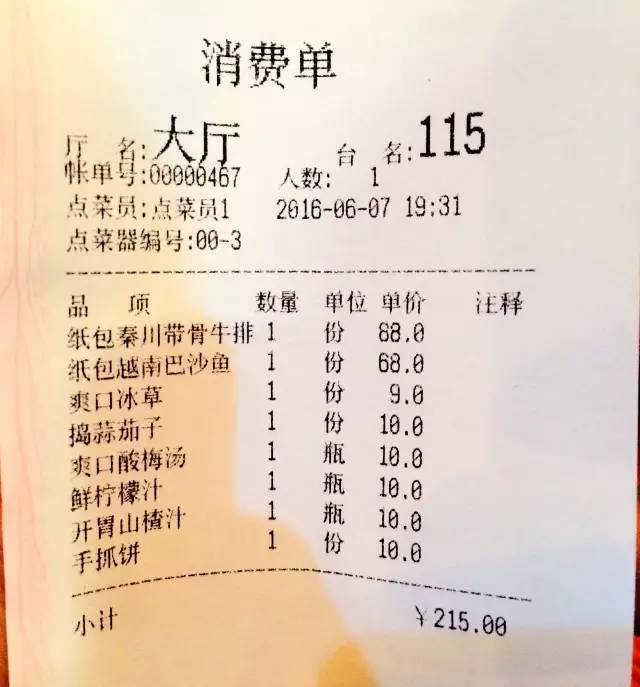 消费单
厅 名:大厅 台 名:115
帐单号:00000467 人数: 1
点菜员:点菜员1 2016-06-07 19:31
点菜器编号:00-3
品 项 数量 单位 单价 注释
纸包秦川带骨牛排 1 份 88.0
纸包越南巴沙鱼 1 份 68.0
爽口冰草 1 份 9.0
捣蒜茄子 1 份 10.0
爽口酸梅汤 1 瓶 10.0
鲜柠檬汁 1 瓶 10.0
开胃山楂汁 1 瓶 10.0
手抓饼 1 份 10.0
小计 ¥215.00